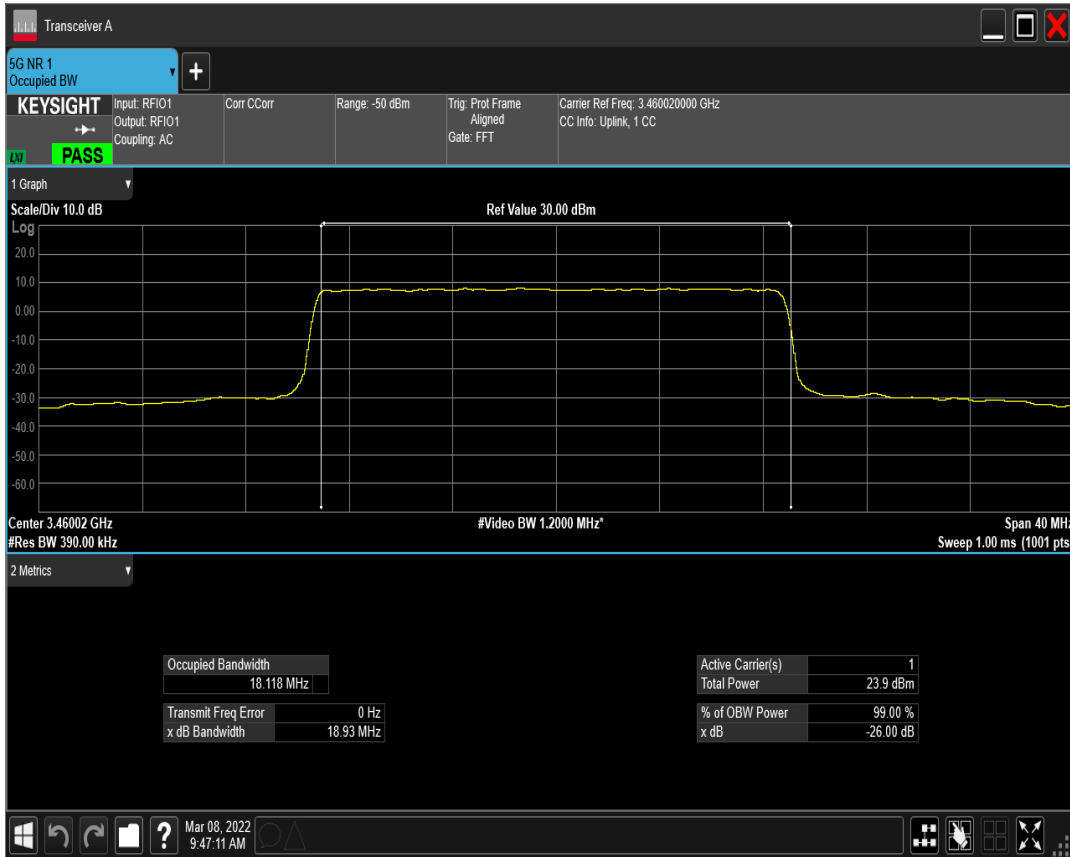 Transceiver A
5G NR 1
Occupied BW
KEYSIGHT
LXI
PASS
Input: RFIO1
Output: RFIO1
Coupling: AC
Corr CCorr
Range: -50 dBm
Trig: Prot Frame
Aligned
Gate: FFT
Carrier Ref Freq: 3.460020000 GHz
CC Info: Uplink, 1 CC
1 Graph
Scale/Div 10.0 dB
Ref Value 30.00 dBm
Log
20.0
10.0
0.00
-10.0
-20.0
-30.0
-40.0
-50.0
-60.0
Center 3.46002 GHz
#Video BW 1.2000 MHz*
Span 40 MHz
#Res BW 390.00 kHz
Sweep 1.00 ms (1001 pts
2 Metrics
Occupied Bandwidth
18.118 MHz
Transmit Freq Error 0 Hz
x dB Bandwidth 18.93 MHz
Active Carrier(s) 1
Total Power 23.9 dBm
% of OBW Power 99.00 %
x dB -26.00 dB
?
Mar 08, 2022
9:47:11 AM